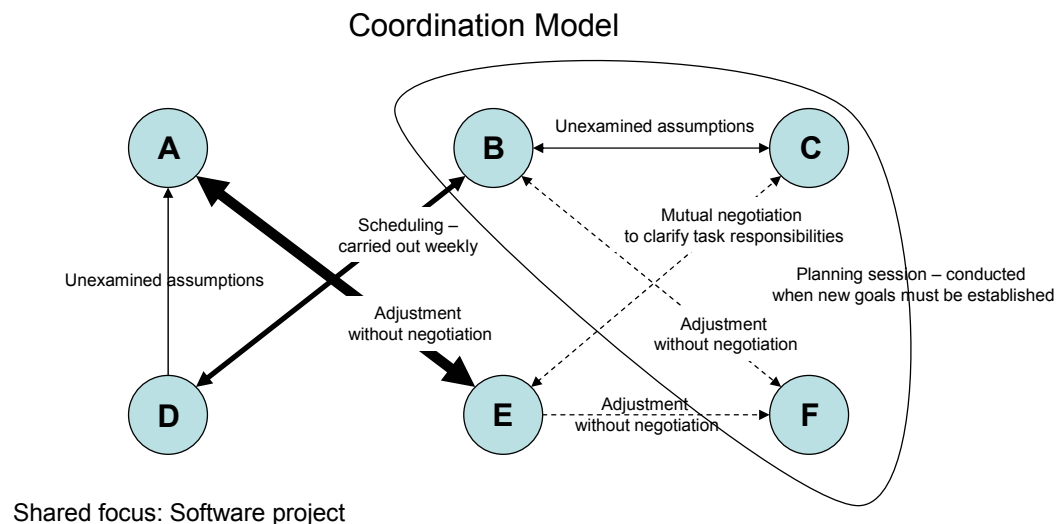 Coordination Model
A
B
C
Unexamined assumptions
Scheduling –
carried out weekly
Mutual negotiation
to clarify task responsibilities
Unexamined assumptions
Planning session – conducted
when new goals must be established
Adjustment
without negotiation
Adjustment
without negotiation
D
E
F
Adjustment
without negotiation
Shared focus: Software project